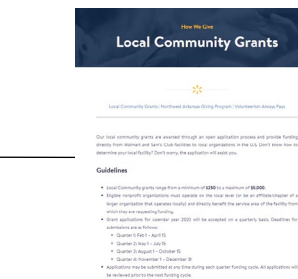 How We Give
Local Community Grants
Local Community Grants | Northwest Arkansas Giving Program | Volunteerism Always Pays
Our local community grants are awarded through an open application process and provide funding
directly from Walmart and Sam's Club facilities to local organizations in the U.S. Don't know how to
determine your local facility? Don't worry, the application will assist you.
Guidelines
• Local Community grants range from a minimum of $250 to a maximum of $5,000.
• Eligible nonprofit organizations must operate on the local level (or be an affiliate/chapter of a
larger organization that operates locally) and directly benefit the service area of the facility from
which they are requesting funding.
• Grant applications for calendar year 2020 will be accepted on a quarterly basis. Deadlines for
submissions are as follows:
Quarter 1: Feb 1 – April 15
Quarter 2: May 1 – July 15
Quarter 3: August 1 – October 15
Quarter 4: November 1 – December 31
• Applications may be submitted at any time during each quarter funding cycle. All applications will
be reviewed prior to the next funding cycle.